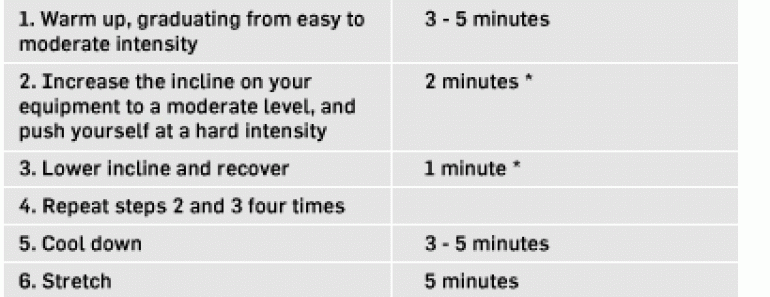 1. Warm up, graduating from easy to
moderate intensity
3 - 5 minutes
2. Increase the incline on your
equipment to a moderate level, and
push yourself at a hard intensity
2 minutes *
3. Lower incline and recover
1 minute *
4. Repeat steps 2 and 3 four times
5. Cool down
3 - 5 minutes
6. Stretch
5 minutes